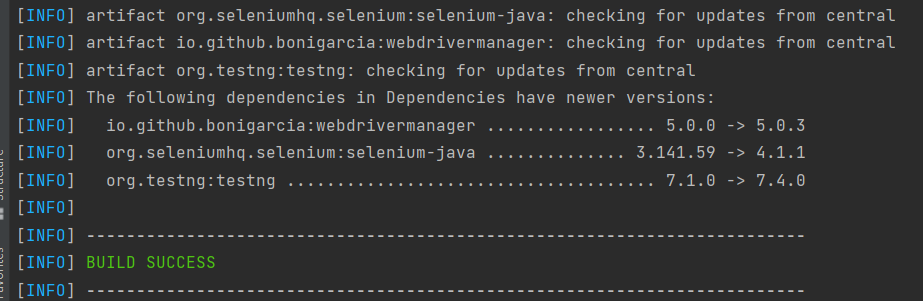 [INFO] artifact org.seleniumhq.selenium:selenium-java: checking for updates from central
[INFO] artifact io.github.bonigarcia:webdrivermanager: checking for updates from central
[INFO] artifact org.testng:testng: checking for updates from central
[INFO] The following dependencies in Dependencies have newer versions:
[INFO]   io.github.bonigarcia:webdrivermanager ................. 5.0.0 -> 5.0.3
[INFO]   org.seleniumhq.selenium:selenium-java .............. 3.141.59 -> 4.1.1
[INFO]   org.testng:testng ..................................... 7.1.0 -> 7.4.0
[INFO]
[INFO] ------------------------------------------------------------------------
[INFO] BUILD SUCCESS
[INFO] ------------------------------------------------------------------------
Structure